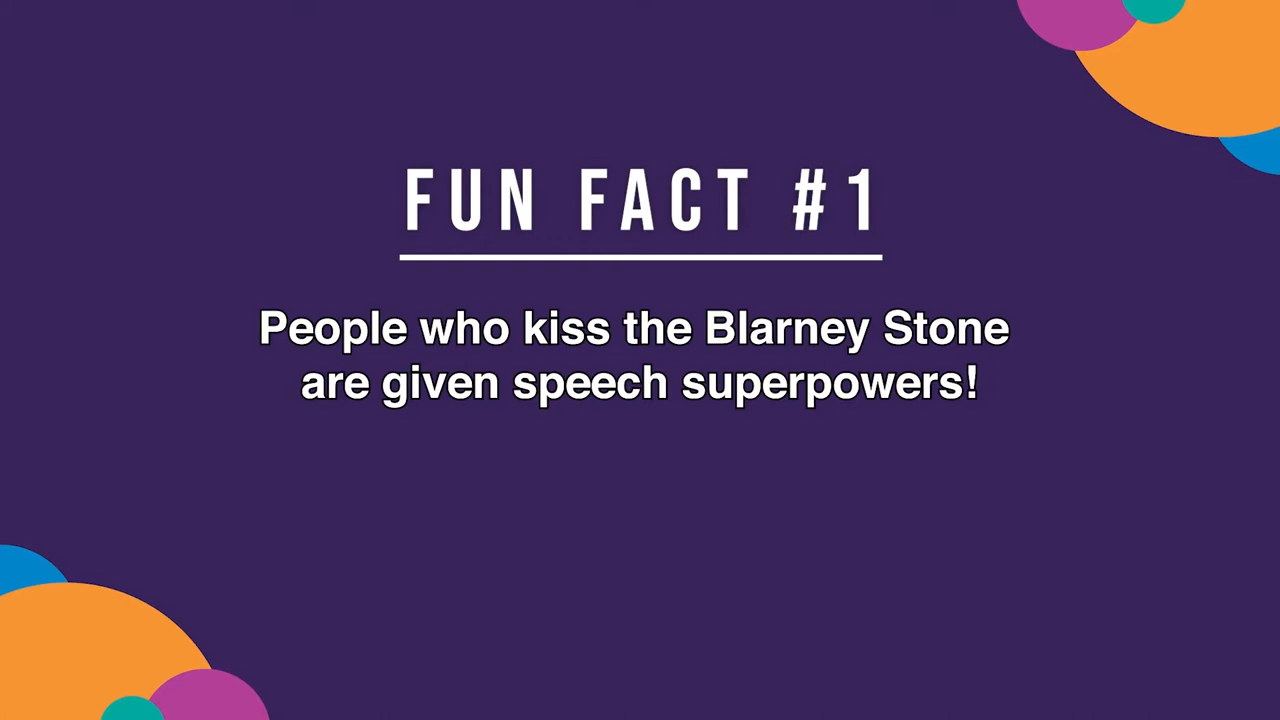 FUN FACT #1
People who kiss the Blarney Stone
are given speech superpowers!